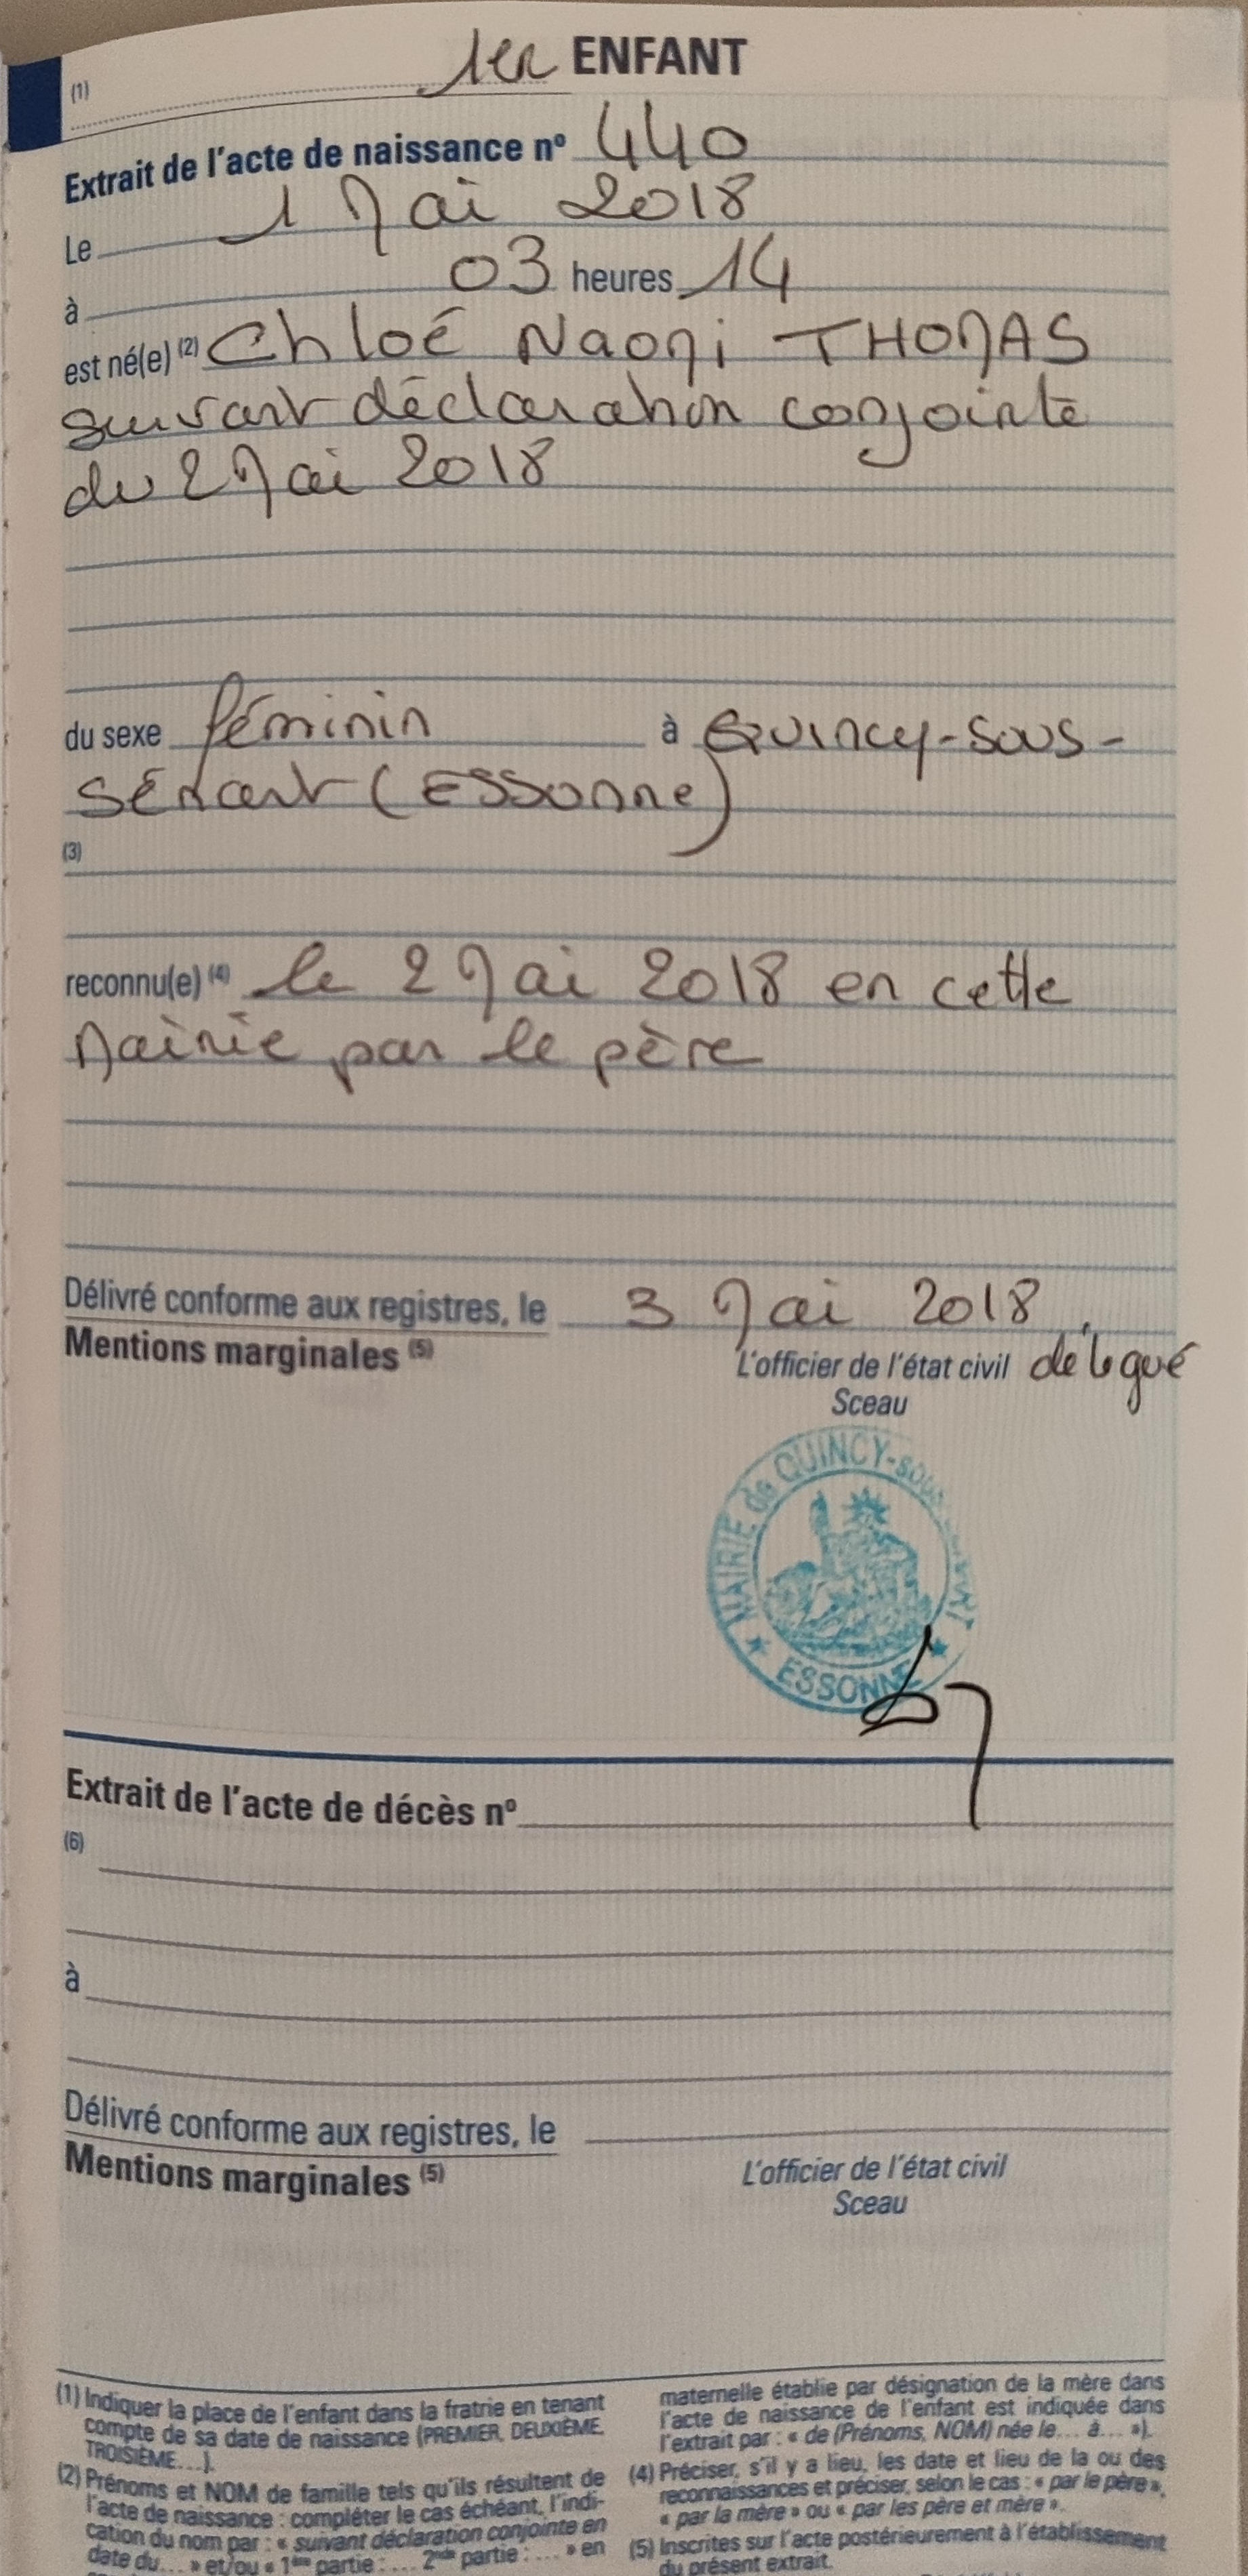 1er ENFANT
(1)
Extrait de l'acte de naissance nº 440
Le 1 Mai 2018
à 03 heures 14
est né(e) (2) Chloé Naomi THOMAS
suivant déclaration conjointe
du 2 Mai 2018
du sexe féminin à Quincy-sous-
Sénart (Essonne)
(3)
reconnu(e) (4) le 2 Mai 2018 en cette
Mairie par le père
Délivré conforme aux registres, le 3 Mai 2018
Mentions marginales (5)
L'officier de l'état civil délégué
Sceau
MAIRIE de QUINCY-sous-
ESSONNE
Extrait de l'acte de décès nº
(6)
à
Délivré conforme aux registres, le
Mentions marginales (5)
L'officier de l'état civil
Sceau
(1) Indiquer la place de l'enfant dans la fratrie en tenant
compte de sa date de naissance (PREMIER, DEUXIÈME,
TROISIÈME...).
(2) Prénoms et NOM de famille tels qu'ils résultent de
l'acte de naissance : compléter le cas échéant, l'indi-
cation du nom par : « suivant déclaration conjointe en
date du... » et/ou « 1ère partie : .... 2nde partie : .... » en
maternelle établie par désignation de la mère dans
l'acte de naissance de l'enfant est indiquée dans
l'extrait par : « de (Prénoms, NOM) née le... à... »).
(4) Préciser, s'il y a lieu, les date et lieu de la ou des
reconnaissances et préciser, selon le cas : « par le père »,
« par la mère » ou « par les père et mère ».
(5) Inscrites sur l'acte postérieurement à l'établissement
du présent extrait.